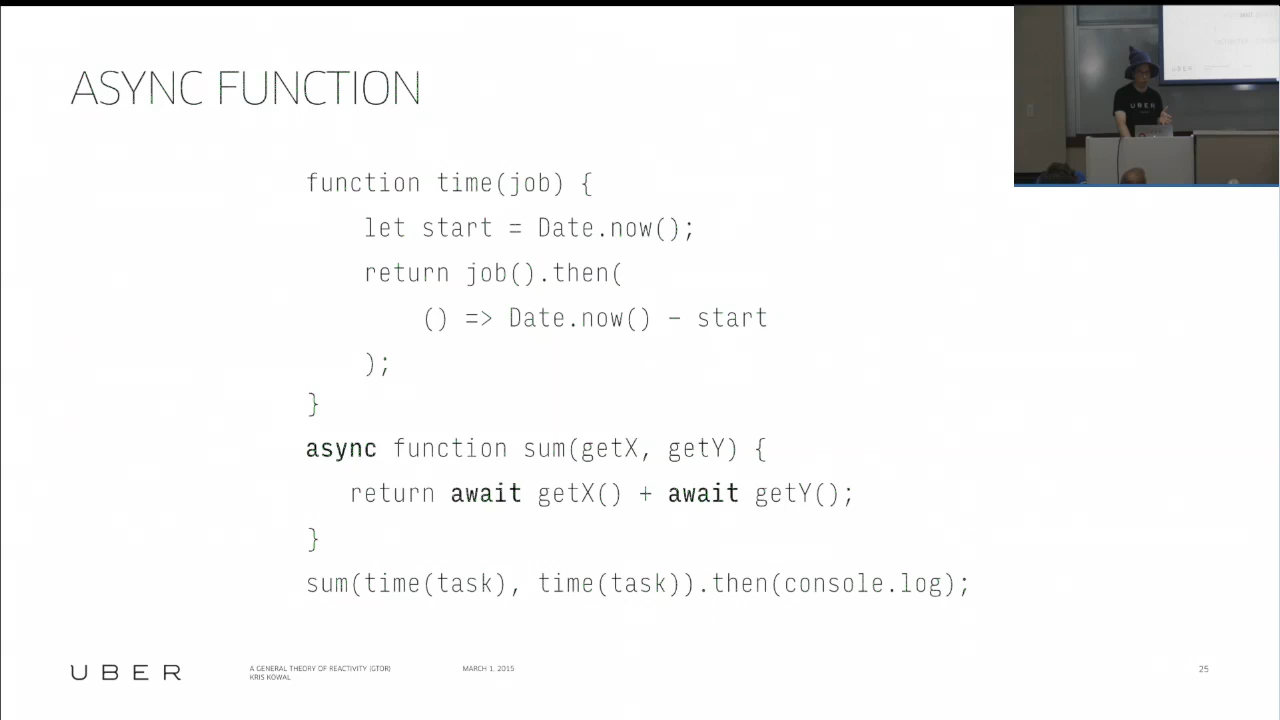 ASYNC FUNCTION
function time(job) {
let start = Date.now();
return job().then(
() => Date.now() – start
);
}
async function sum(getX, getY) {
return await getX() + await getY();
}
sum(time(task), time(task)).then(console.log);
UBER
A GENERAL THEORY OF REACTIVITY (GTOR)
KRIS KOWAL
MARCH 1, 2015
25
UBER
UBER